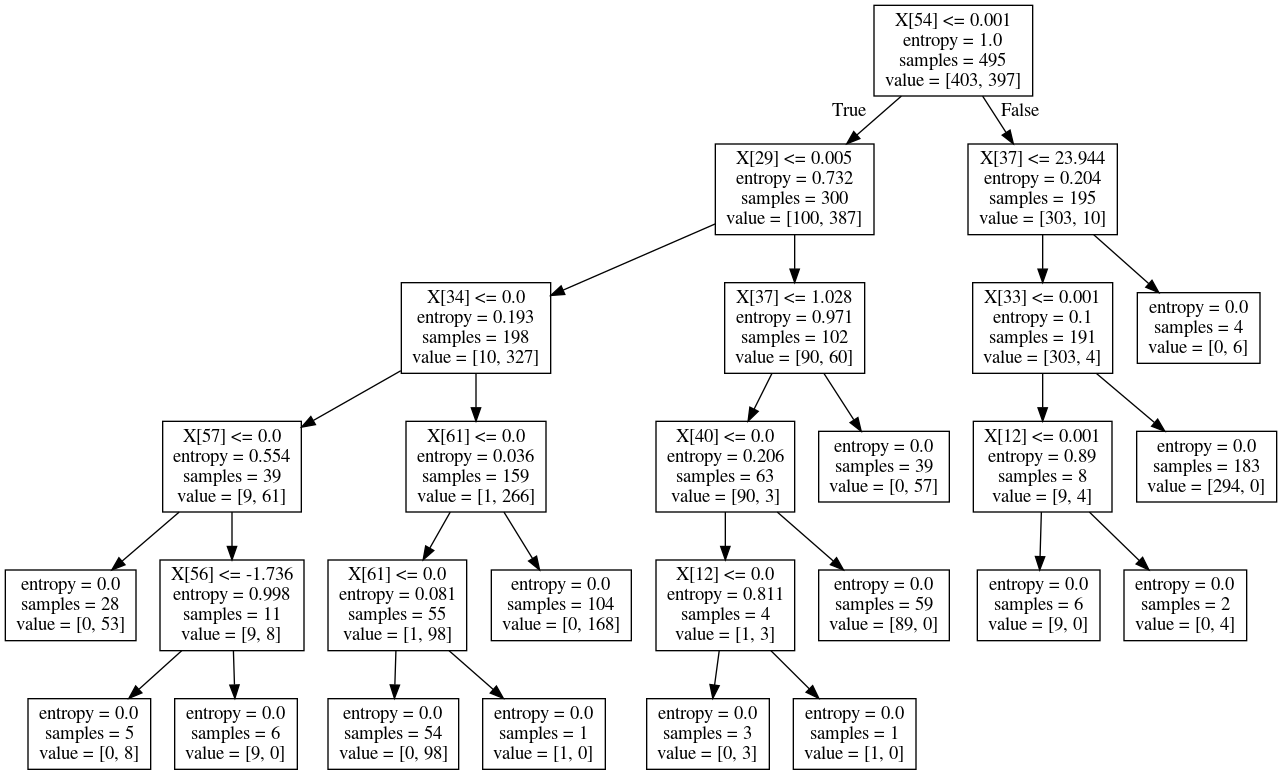 X[54] <= 0.001
entropy = 1.0
samples = 495
value = [403, 397]
True
False
X[29] <= 0.005
entropy = 0.732
samples = 300
value = [100, 387]
X[37] <= 23.944
entropy = 0.204
samples = 195
value = [303, 10]
X[34] <= 0.0
entropy = 0.193
samples = 198
value = [10, 327]
X[37] <= 1.028
entropy = 0.971
samples = 102
value = [90, 60]
X[33] <= 0.001
entropy = 0.1
samples = 191
value = [303, 4]
entropy = 0.0
samples = 4
value = [0, 6]
X[57] <= 0.0
entropy = 0.554
samples = 39
value = [9, 61]
X[61] <= 0.0
entropy = 0.036
samples = 159
value = [1, 266]
X[40] <= 0.0
entropy = 0.206
samples = 63
value = [90, 3]
entropy = 0.0
samples = 39
value = [0, 57]
X[12] <= 0.001
entropy = 0.89
samples = 8
value = [9, 4]
entropy = 0.0
samples = 183
value = [294, 0]
entropy = 0.0
samples = 28
value = [0, 53]
X[56] <= -1.736
entropy = 0.998
samples = 11
value = [9, 8]
X[61] <= 0.0
entropy = 0.081
samples = 55
value = [1, 98]
entropy = 0.0
samples = 104
value = [0, 168]
X[12] <= 0.0
entropy = 0.811
samples = 4
value = [1, 3]
entropy = 0.0
samples = 59
value = [89, 0]
entropy = 0.0
samples = 6
value = [9, 0]
entropy = 0.0
samples = 2
value = [0, 4]
entropy = 0.0
samples = 5
value = [0, 8]
entropy = 0.0
samples = 6
value = [9, 0]
entropy = 0.0
samples = 54
value = [0, 98]
entropy = 0.0
samples = 1
value = [1, 0]
entropy = 0.0
samples = 3
value = [0, 3]
entropy = 0.0
samples = 1
value = [1, 0]